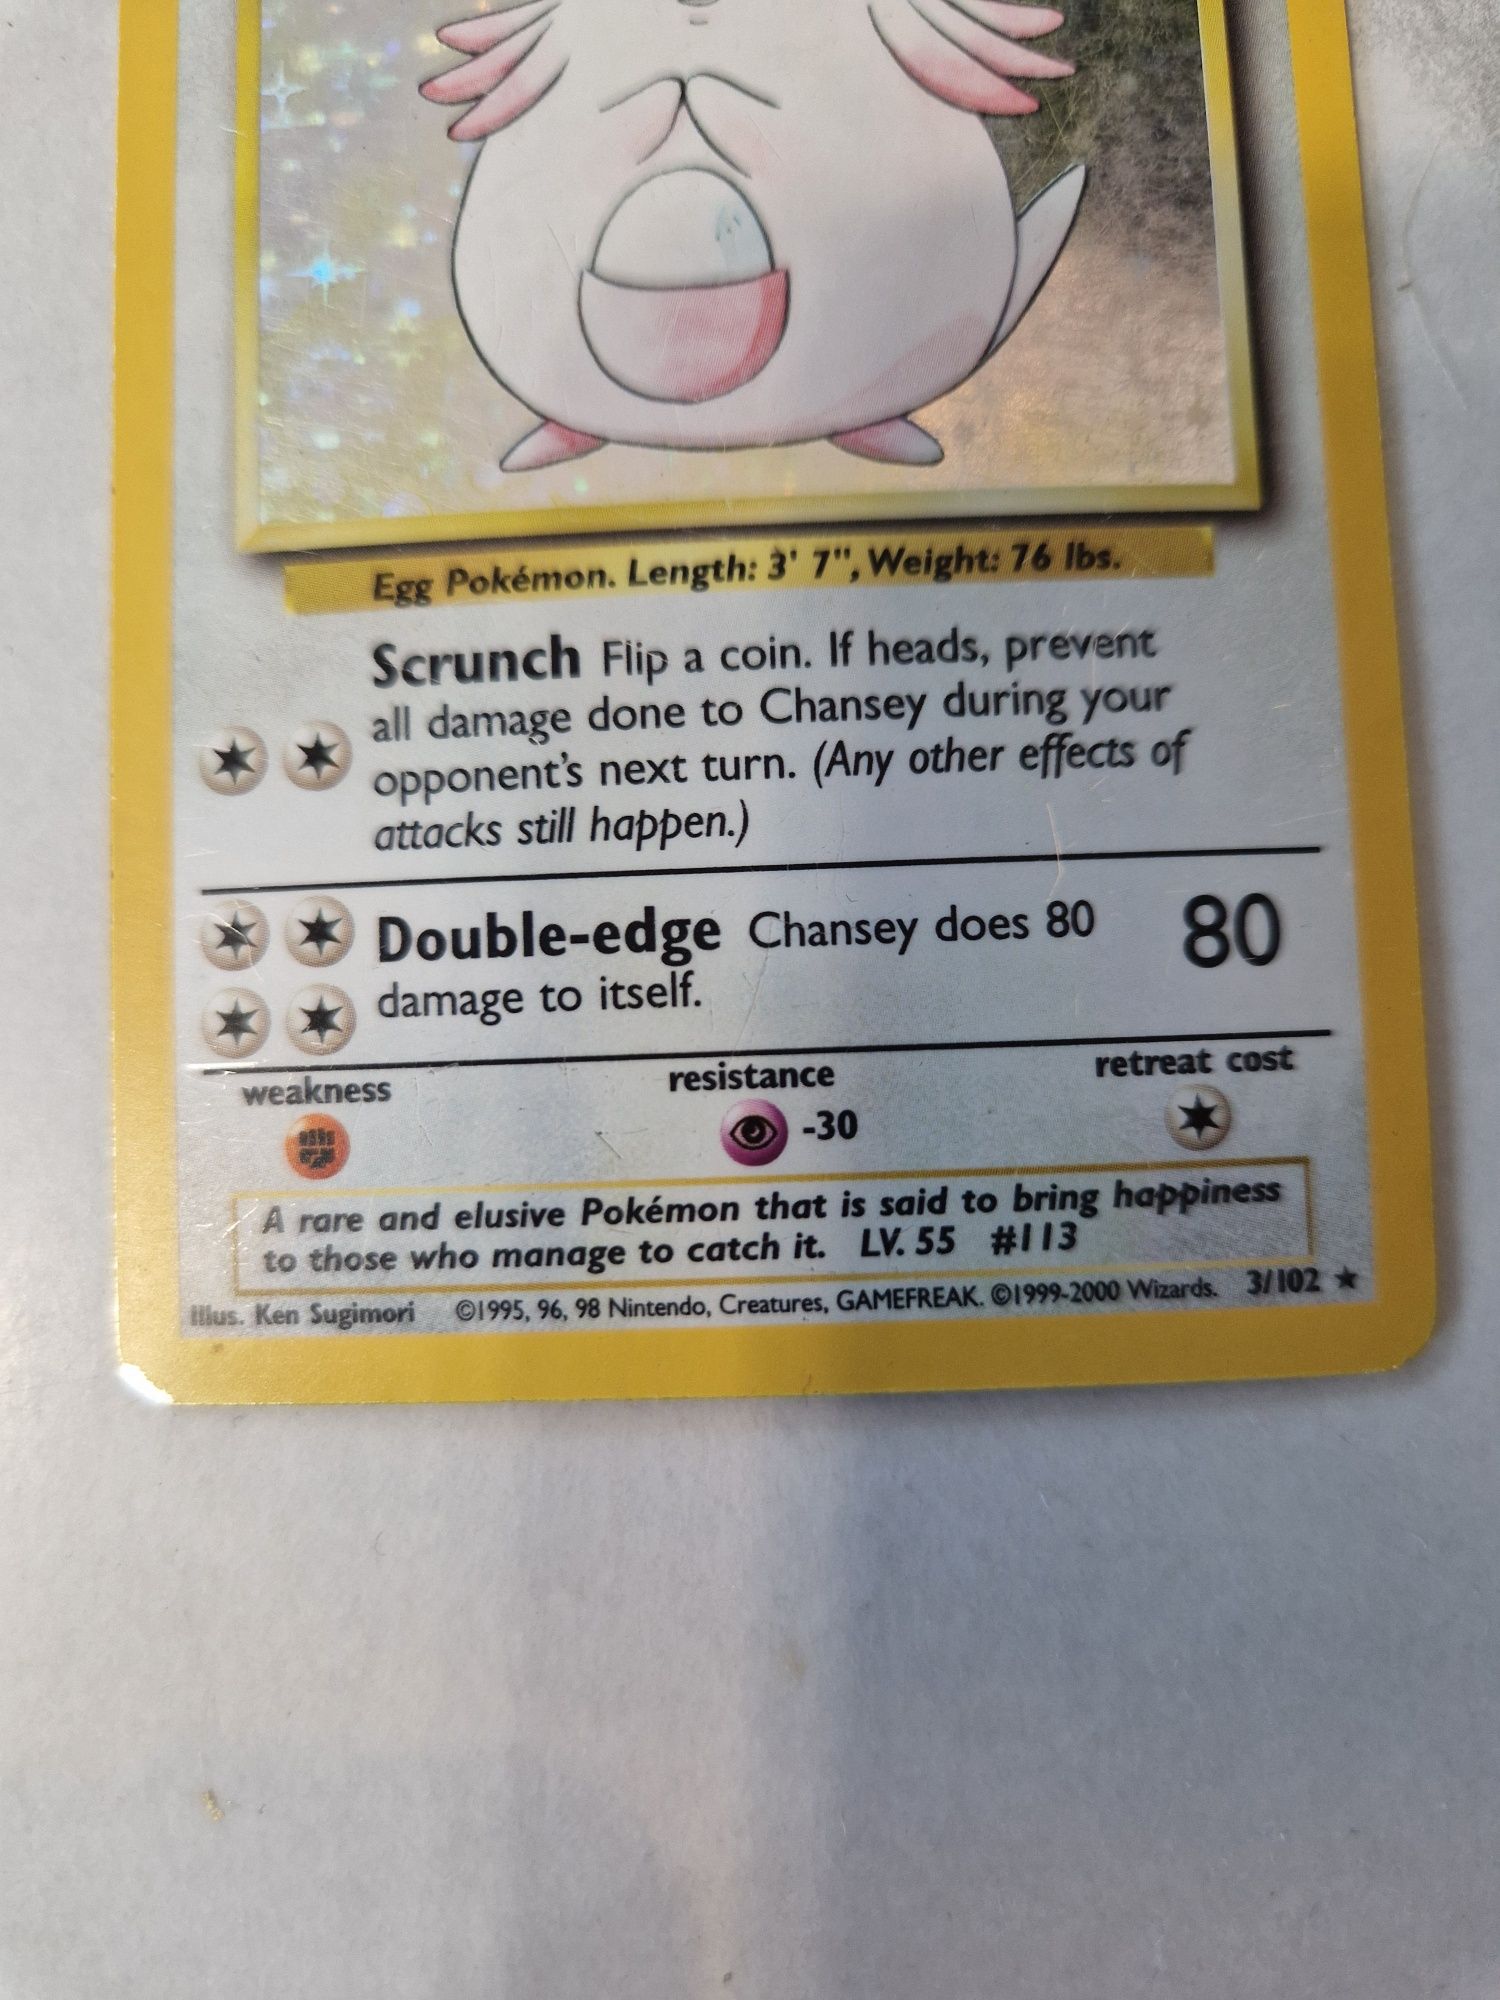 Egg Pokémon. Length: 3' 7", Weight: 76 lbs.
Scrunch Flip a coin. If heads, prevent
all damage done to Chansey during your
opponent's next turn. (Any other effects of
attacks still happen.)
Double-edge Chansey does 80 80
damage to itself.
weakness resistance retreat cost
-30
A rare and elusive Pokémon that is said to bring happiness
to those who manage to catch it. LV. 55 #113
Illus. Ken Sugimori ©1995, 96, 98 Nintendo, Creatures, GAMEFREAK. ©1999-2000 Wizards. 3/102 ★